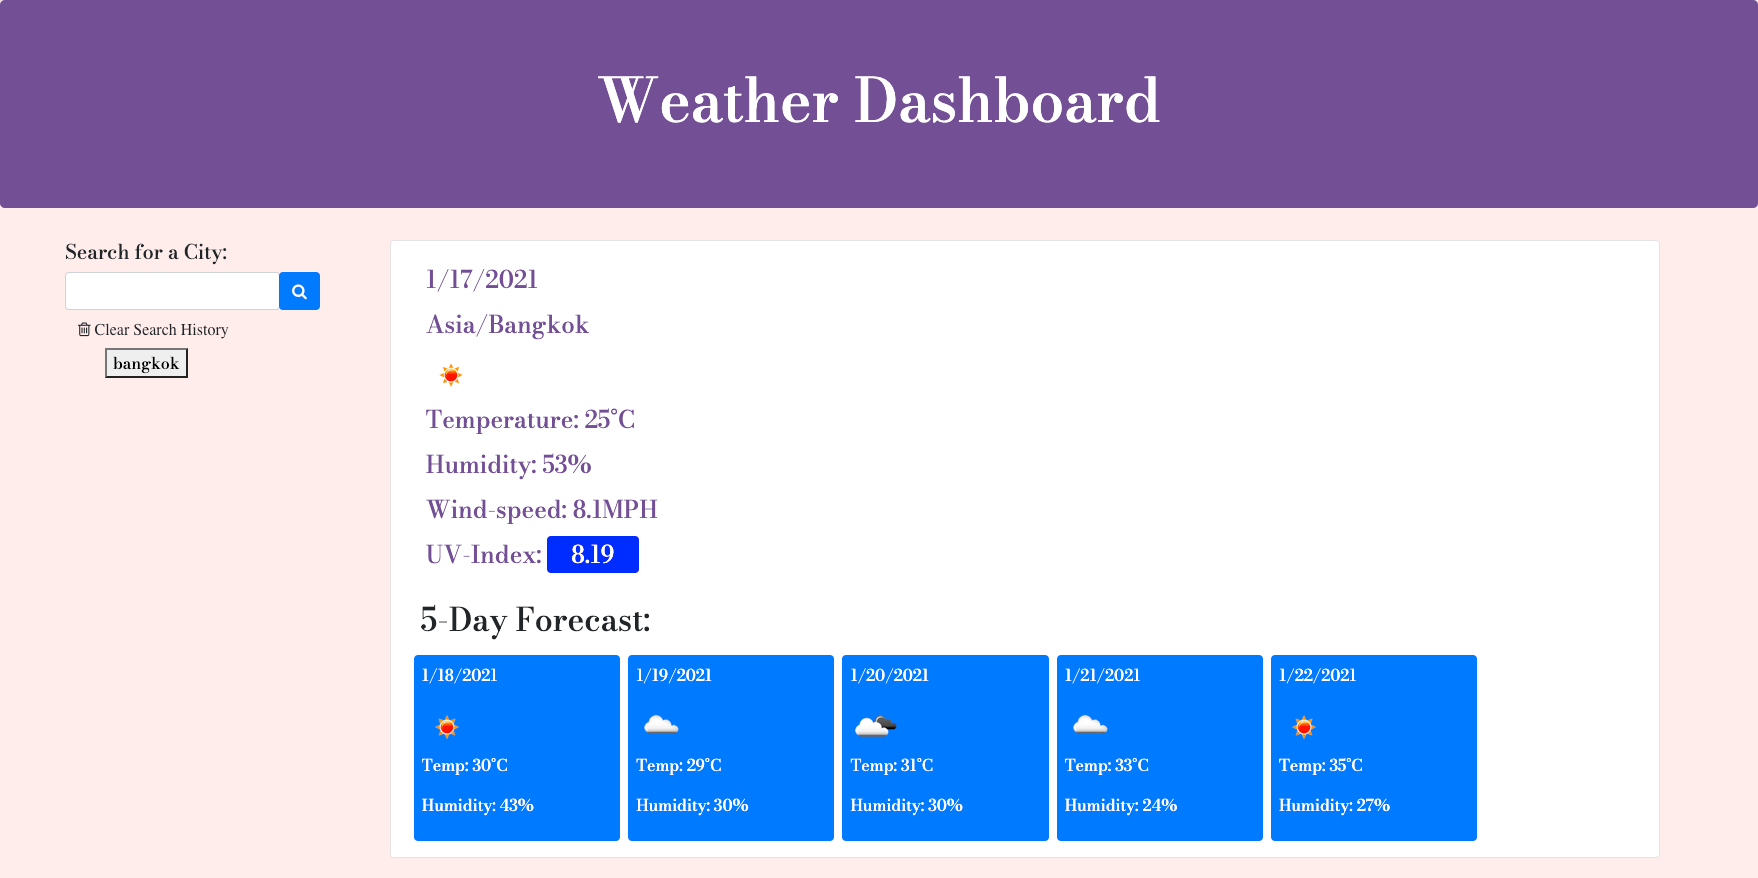 Weather Dashboard
Search for a City:
Clear Search History
bangkok
1/17/2021
Asia/Bangkok
Temperature: 25°C
Humidity: 53%
Wind-speed: 8.1MPH
UV-Index: 8.19
5-Day Forecast:
1/18/2021
Temp: 30°C
Humidity: 43%
1/19/2021
Temp: 29°C
Humidity: 30%
1/20/2021
Temp: 31°C
Humidity: 30%
1/21/2021
Temp: 33°C
Humidity: 24%
1/22/2021
Temp: 35°C
Humidity: 27%